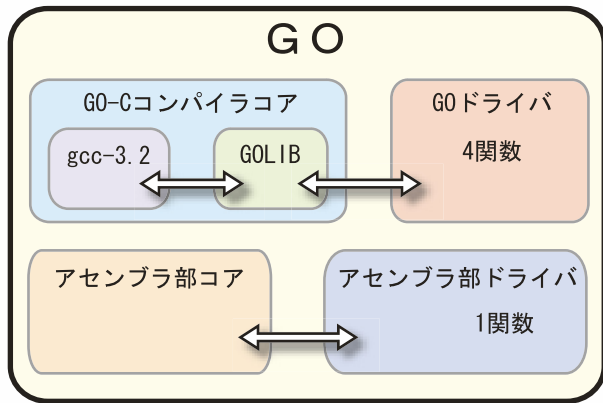 GO
GO-Cコンパイラコア
GOドライバ
gcc-3.2
GOLIB
4関数
アセンブラ部コア
アセンブラ部ドライバ
1関数